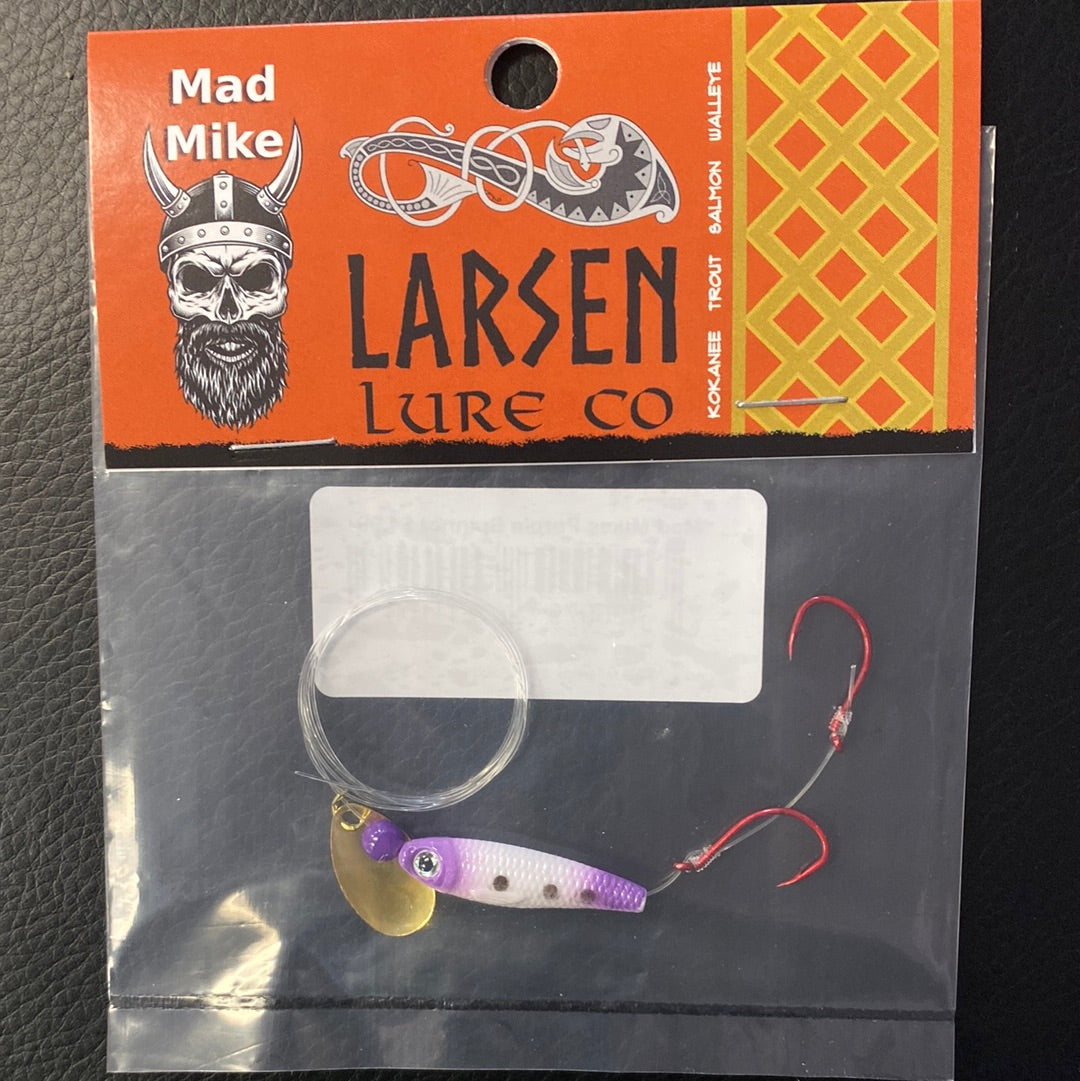 Mad
Mike
LARSEN
LURE CO
KOKANEE TROUT SALMON WALLEYE